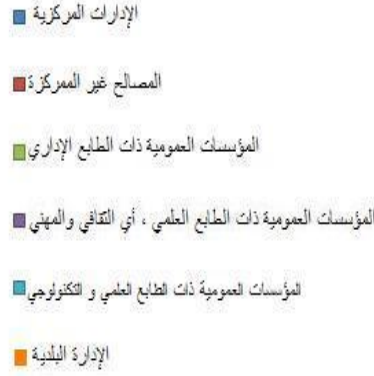 الإدارات المركزية
المصالح غير الممركزة
المؤسسات العمومية ذات الطابع الإداري
المؤسسات العمومية ذات الطابع العلمي ، أي الثقافي والمهني
المؤسسات العمومية ذات الطابع العلمي و التكنولوجي
الإدارة البلدية